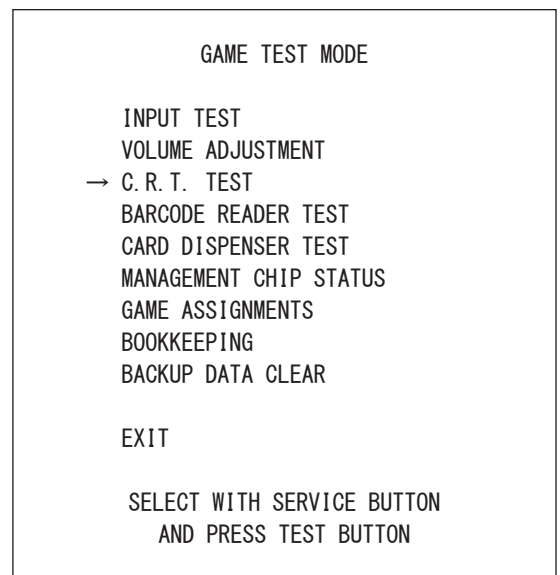 GAME TEST MODE
INPUT TEST
VOLUME ADJUSTMENT
→ C.R.T. TEST
BARCODE READER TEST
CARD DISPENSER TEST
MANAGEMENT CHIP STATUS
GAME ASSIGNMENTS
BOOKKEEPING
BACKUP DATA CLEAR
EXIT
SELECT WITH SERVICE BUTTON
AND PRESS TEST BUTTON